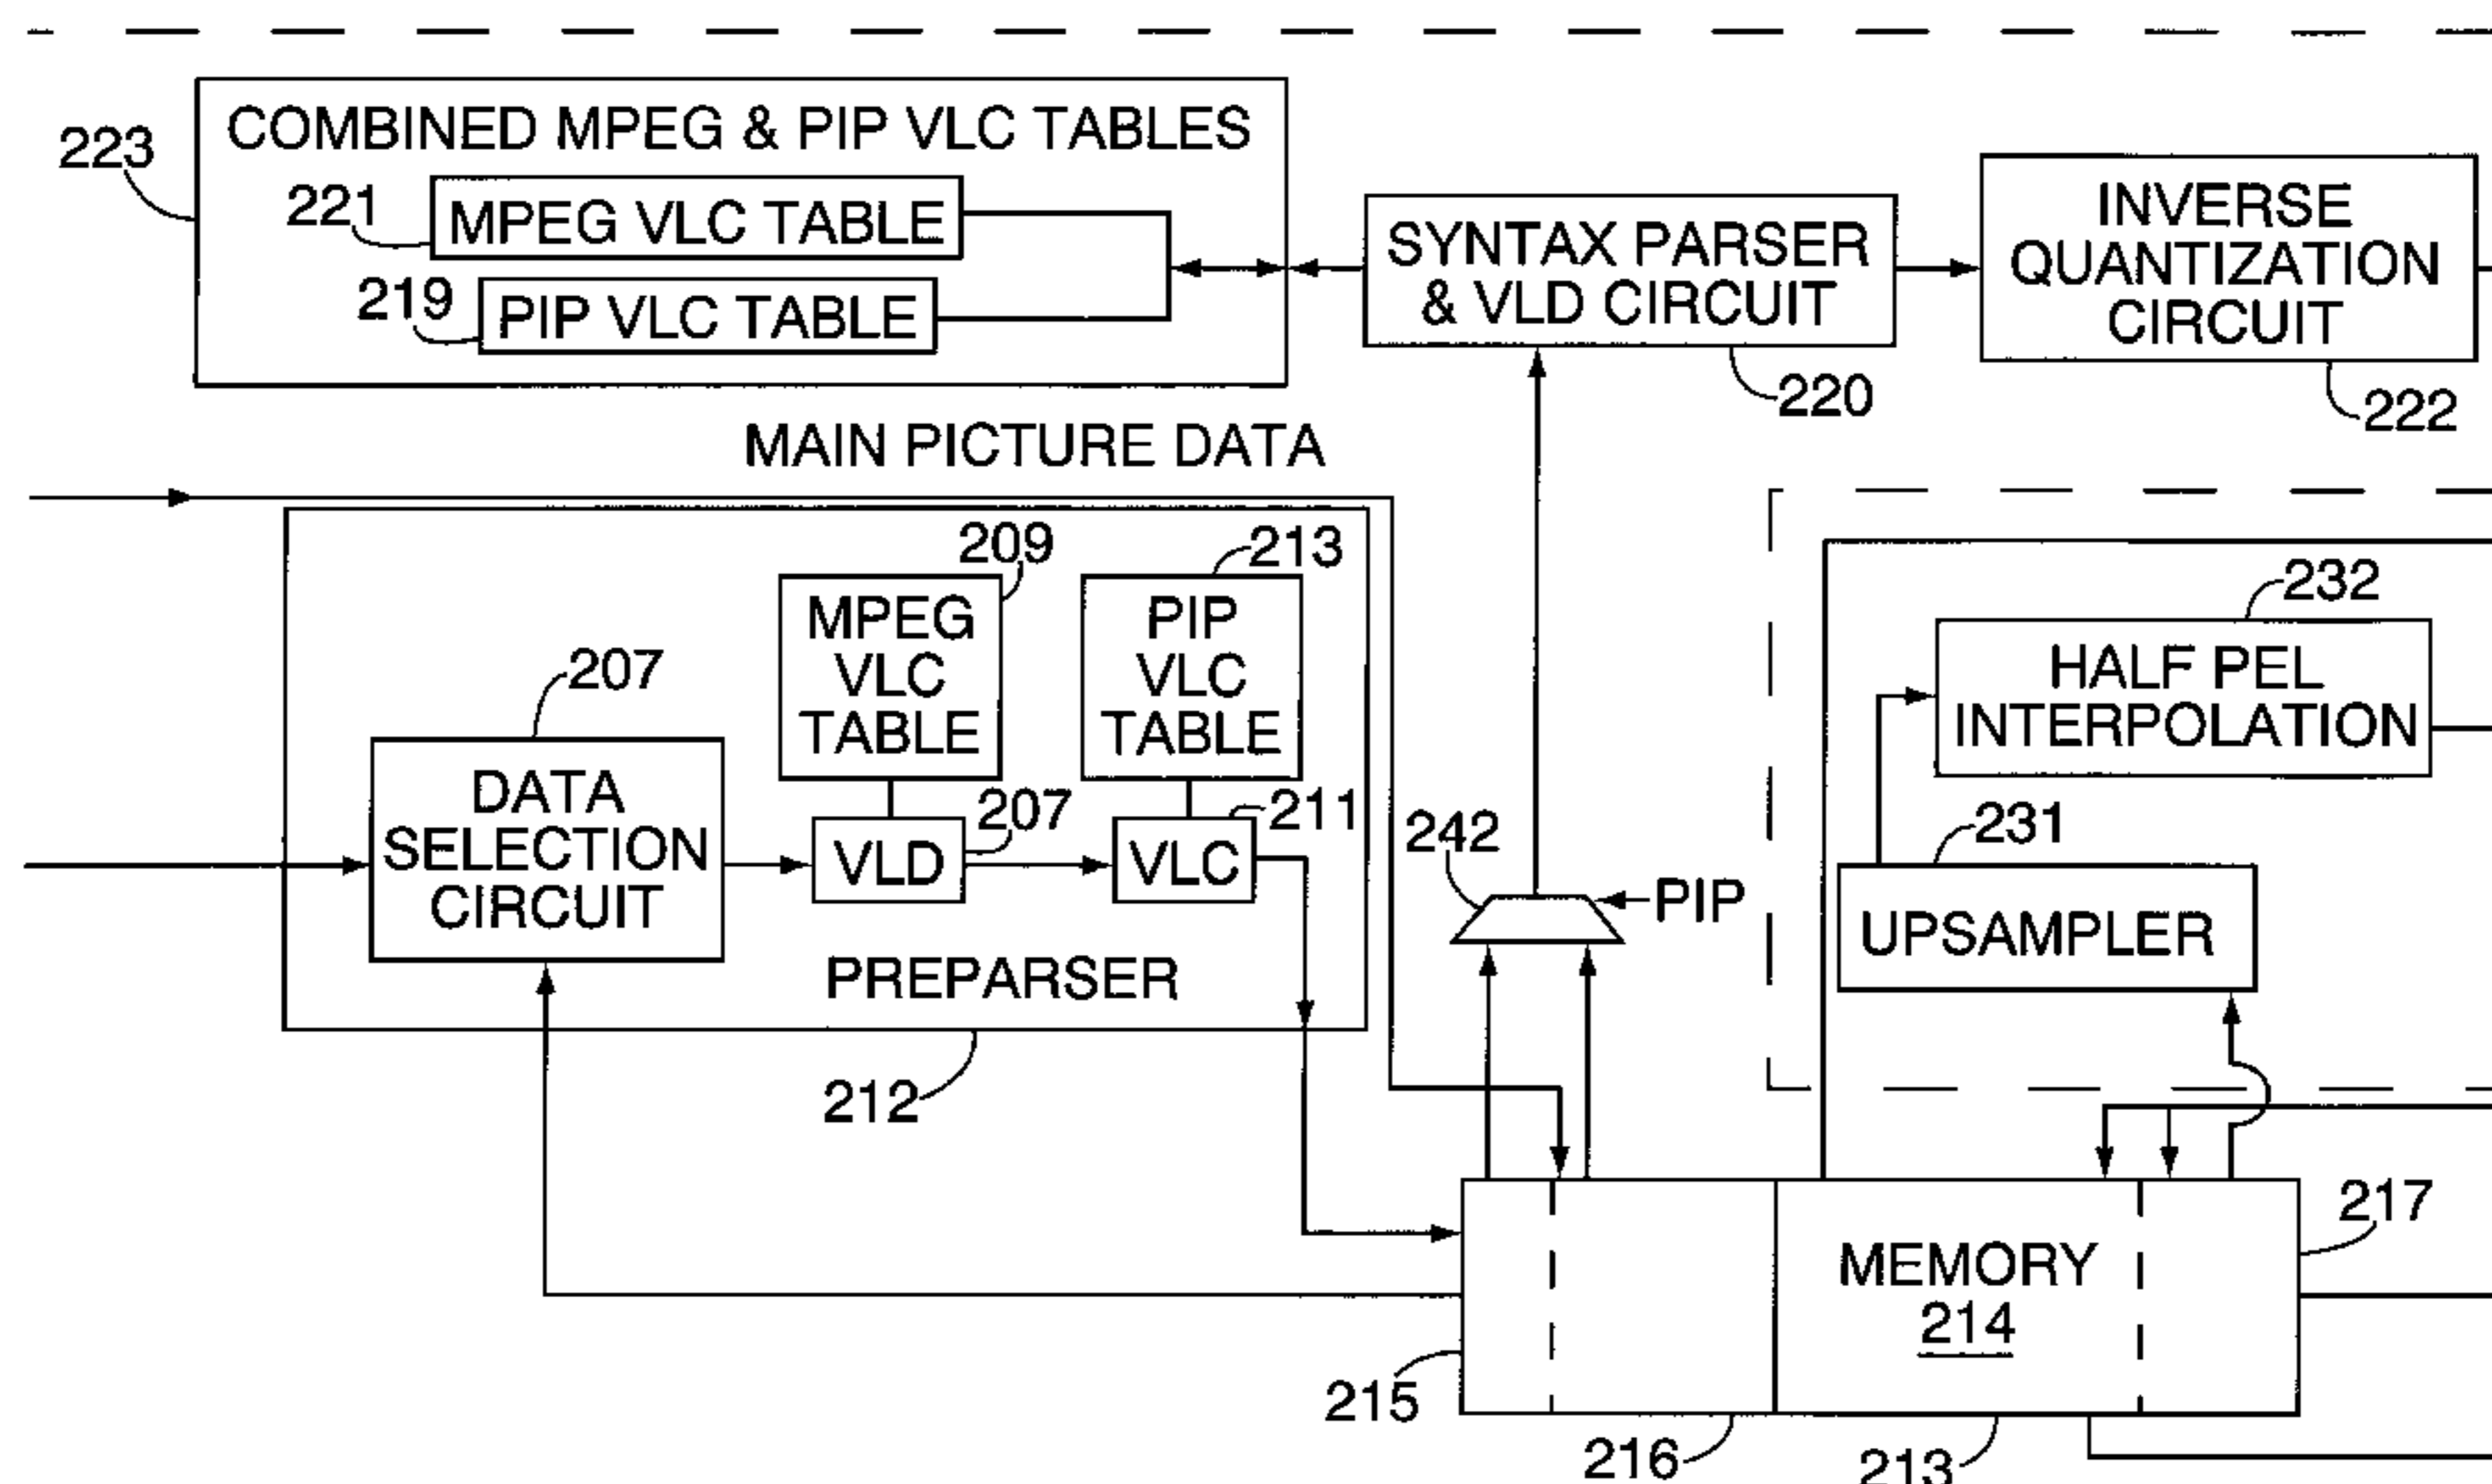 COMBINED MPEG & PIP VLC TABLES
223
221
MPEG VLC TABLE
219
PIP VLC TABLE
SYNTAX PARSER
& VLD CIRCUIT
220
INVERSE
QUANTIZATION
CIRCUIT
222
MAIN PICTURE DATA
209
213
MPEG
VLC
TABLE
PIP
VLC
TABLE
207
DATA
SELECTION
CIRCUIT
207
VLD
211
VLC
PREPARSER
212
242
PIP
232
HALF PEL
INTERPOLATION
231
UPSAMPLER
217
MEMORY
214
215
216
213